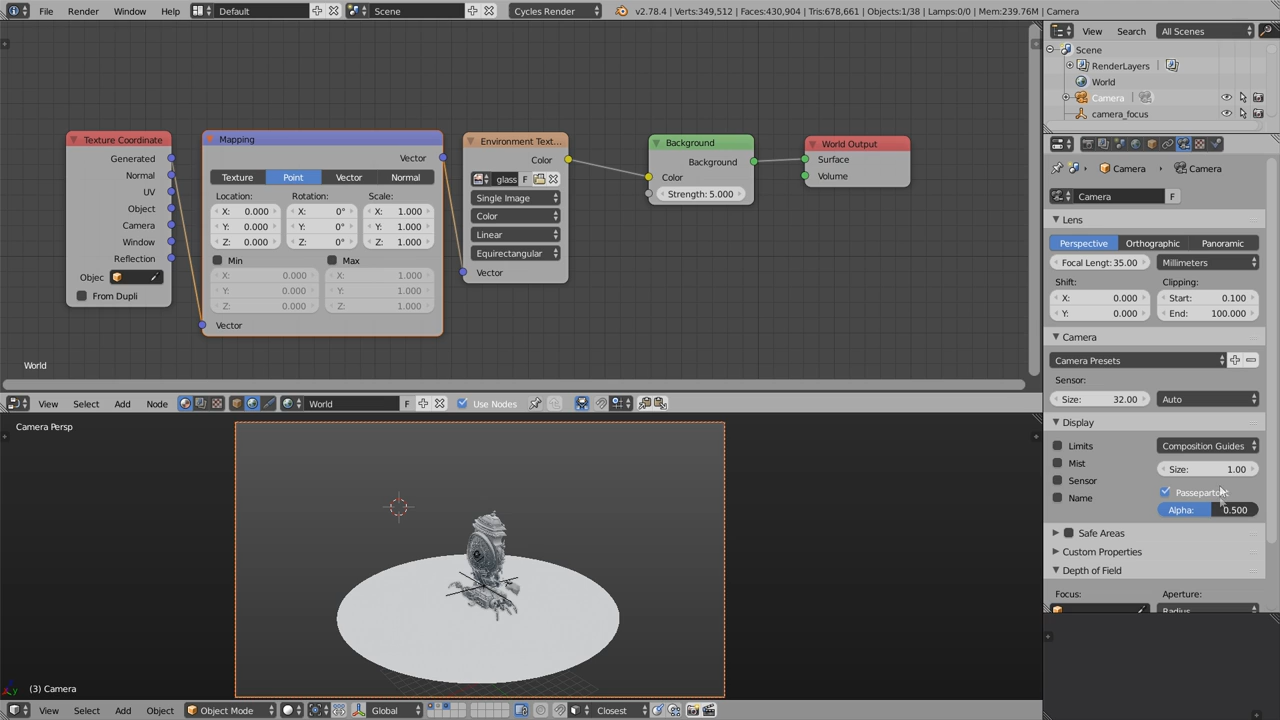 File Render Window Help Default Scene Cycles Render v2.78.4 | Verts:349,512 | Faces:430,904 | Tris:678,661 | Objects:1/38 | Lamps:0/0 | Mem:239.76M | Camera
Texture Coordinate
Generated
Normal
UV
Object
Camera
Window
Reflection
Objec
From Dupli
Mapping
Vector
Texture Point Vector Normal
Location: Rotation: Scale:
X: 0.000 X: 0° X: 1.000
Y: 0.000 Y: 0° Y: 1.000
Z: 0.000 Z: 0° Z: 1.000
Min Max
X: 0.000 X: 1.000
Y: 0.000 Y: 1.000
Z: 0.000 Z: 1.000
Vector
Environment Text...
Color
glass F
Single Image
Color
Linear
Equirectangular
Vector
Background
Background
Color
Strength: 5.000
World Output
Surface
Volume
World
View Select Add Node World F Use Nodes
Camera Persp
(3) Camera
View Select Add Object Object Mode Global Closest
View Search All Scenes
Scene
RenderLayers
World
Camera
camera_focus
Camera Camera
Camera F
Lens
Perspective Orthographic Panoramic
Focal Lengt: 35.00 Millimeters
Shift: Clipping:
X: 0.000 Start: 0.100
Y: 0.000 End: 100.000
Camera
Camera Presets
Sensor:
Size: 32.00 Auto
Display
Limits Composition Guides
Mist Size: 1.00
Sensor Passepartout
Name Alpha: 0.500
Safe Areas
Custom Properties
Depth of Field
Focus: Aperture:
Radius